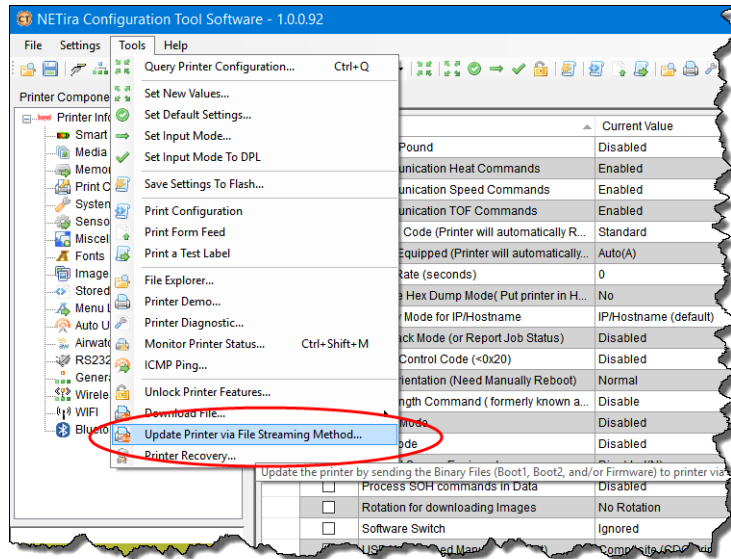 NETira Configuration Tool Software - 1.0.0.92
File Settings Tools Help
Printer Compone
Printer Info
Smart
Media
Memor
Print C
System
Senso
Miscel
Fonts
Image
Stored
Menu L
Auto U
Airwat
RS232
Genera
Wirele
WIFI
Blueto
Query Printer Configuration... Ctrl+Q
Set New Values...
Set Default Settings...
Set Input Mode...
Set Input Mode To DPL
Save Settings To Flash...
Print Configuration
Print Form Feed
Print a Test Label
File Explorer...
Printer Demo...
Printer Diagnostic...
Monitor Printer Status... Ctrl+Shift+M
ICMP Ping...
Unlock Printer Features...
Download File...
Update Printer via File Streaming Method...
Printer Recovery...
Current Value
Pound Disabled
unication Heat Commands Enabled
unication Speed Commands Enabled
unication TOF Commands Enabled
Code (Printer will automatically R... Standard
Equipped (Printer will automatically... Auto(A)
Rate (seconds) 0
e Hex Dump Mode( Put printer in H... No
y Mode for IP/Hostname IP/Hostname (default)
ack Mode (or Report Job Status) Disabled
Control Code (<0x20) Disabled
rientation (Need Manually Reboot) Normal
ngth Command ( formerly known a... Disable
Mode Disabled
ode Disabled
Update the printer by sending the Binary Files (Boot1, Boot2, and/or Firmware) to printer via
Process SOH commands in Data Disabled
Rotation for downloading Images No Rotation
Software Switch Ignored